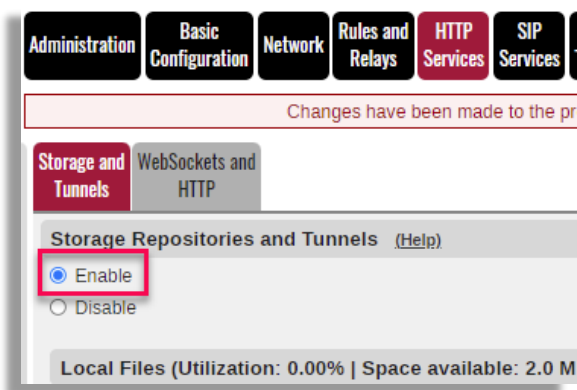 Administration
Basic Configuration
Network
Rules and Relays
HTTP Services
SIP Services
Changes have been made to the pr
Storage and Tunnels
WebSockets and HTTP
Storage Repositories and Tunnels (Help)
Enable
Disable
Local Files (Utilization: 0.00% | Space available: 2.0 M